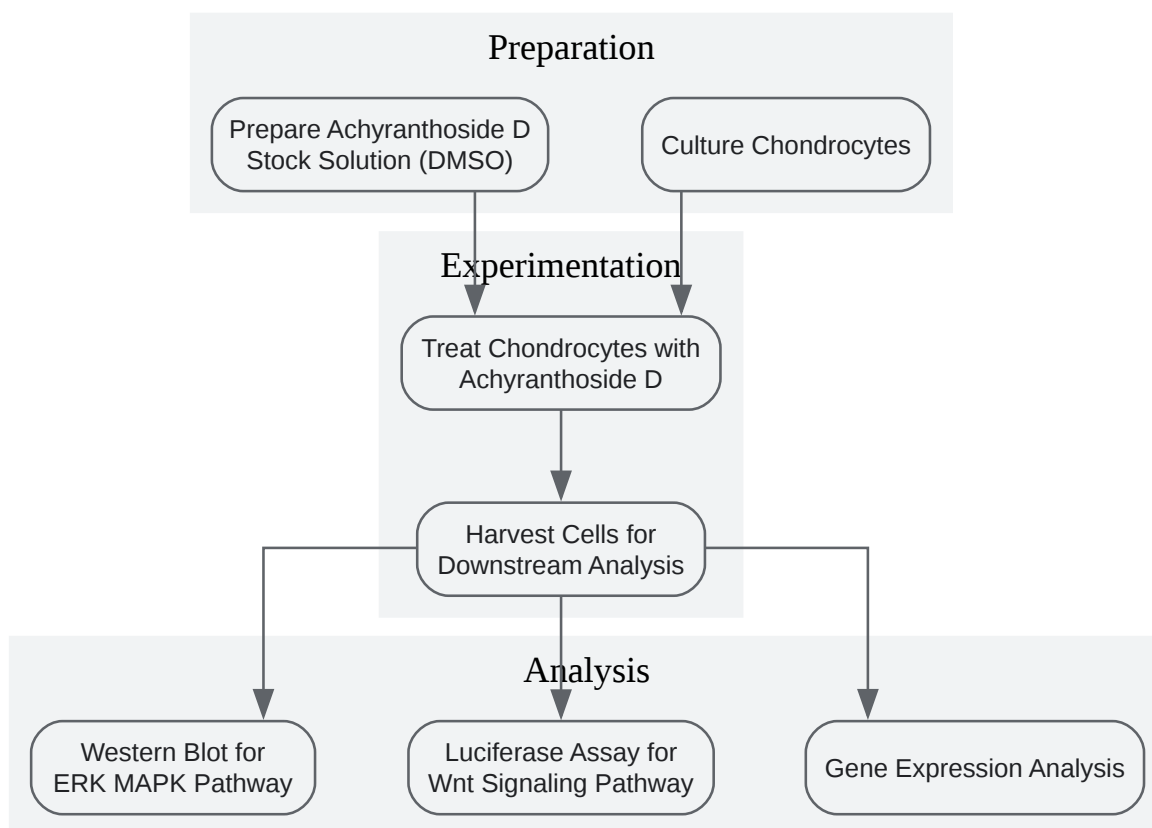 Preparation
Prepare Achyranthoside D
Stock Solution (DMSO)
Culture Chondrocytes
Experimentation
Treat Chondrocytes with
Achyranthoside D
Harvest Cells for
Downstream Analysis
Analysis
Western Blot for
ERK MAPK Pathway
Luciferase Assay for
Wnt Signaling Pathway
Gene Expression Analysis